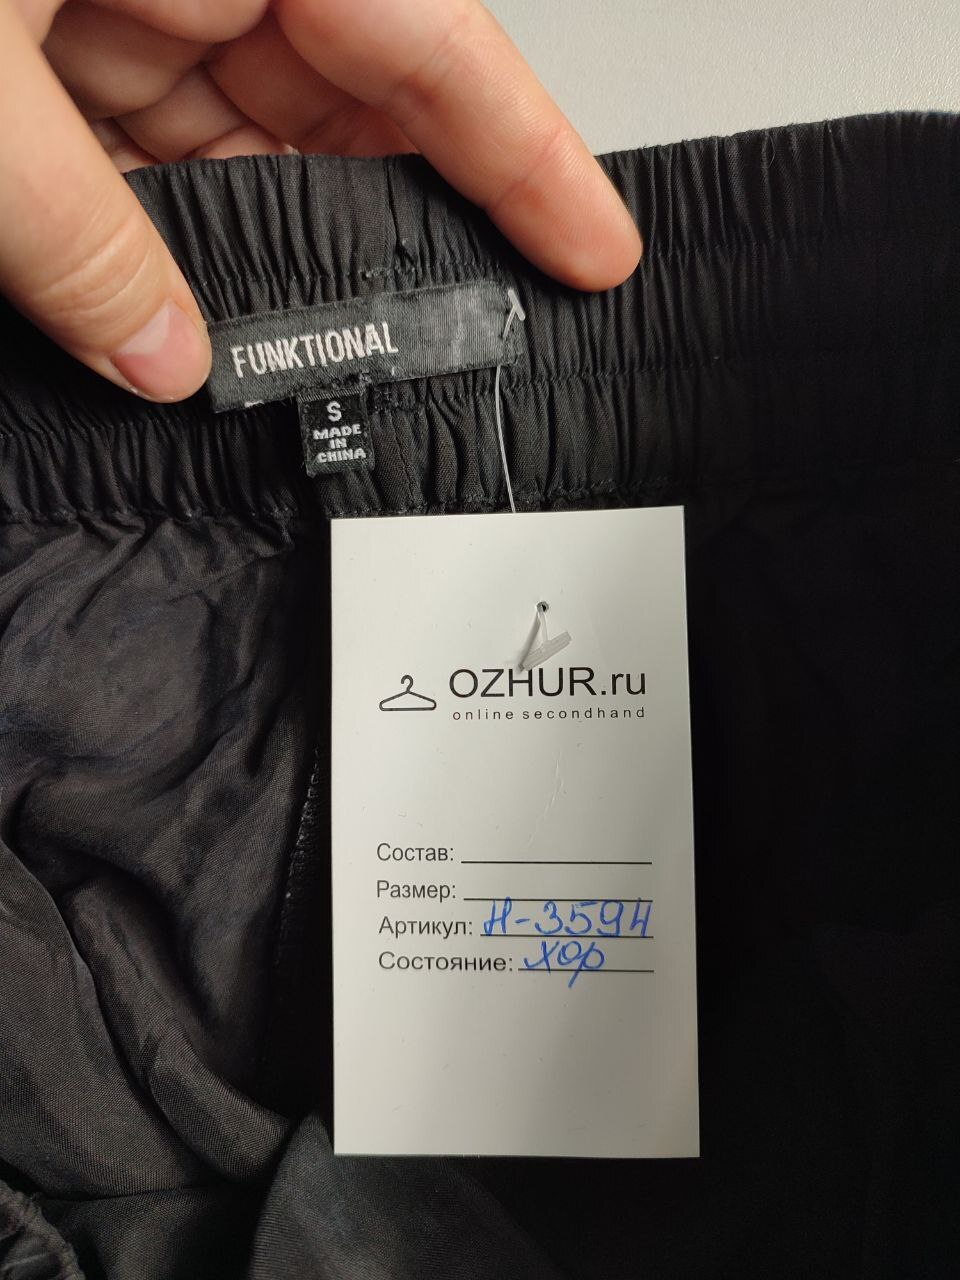 FUNKTIONAL
S
MADE
IN
CHINA
OZHUR.ru
online secondhand
Состав:
Размер:
Артикул: Н-3594
Состояние: хор